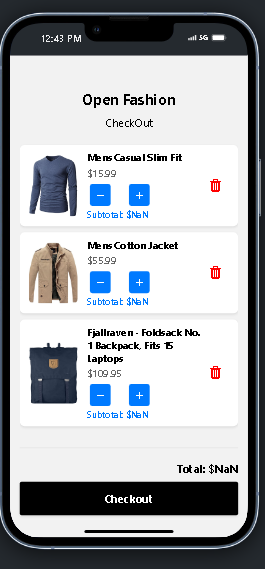 12:43 PM
5G
Open Fashion
CheckOut
Mens Casual Slim Fit
$15.99
−
+
Subtotal: $NaN
Mens Cotton Jacket
$55.99
−
+
Subtotal: $NaN
Fjallraven - Foldsack No.
1 Backpack, Fits 15
Laptops
$109.95
−
+
Subtotal: $NaN
Total: $NaN
Checkout